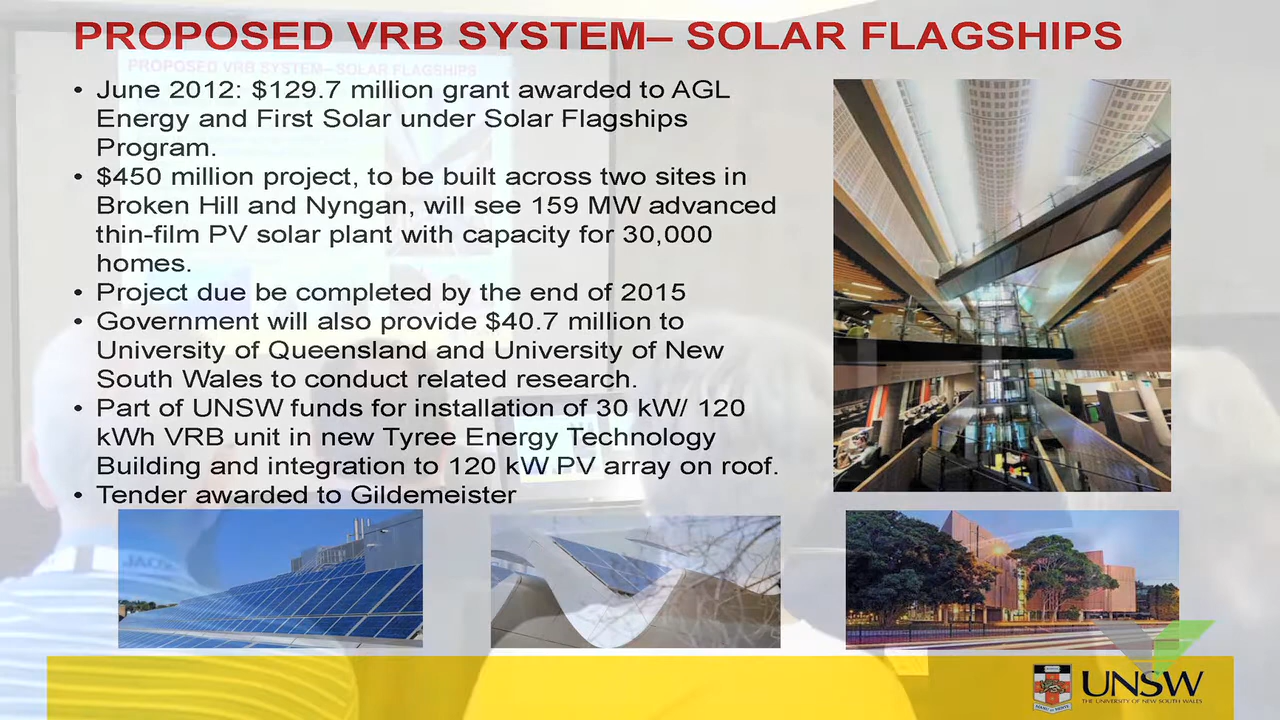 PROPOSED VRB SYSTEM– SOLAR FLAGSHIPS
PROPOSED VRB SYSTEM– SOLAR FLAGSHIPS
• June 2012: $129.7 million grant awarded to AGL
Energy and First Solar under Solar Flagships
Program.
• $450 million project, to be built across two sites in
Broken Hill and Nyngan, will see 159 MW advanced
thin-film PV solar plant with capacity for 30,000
homes.
• Project due be completed by the end of 2015
• Government will also provide $40.7 million to
University of Queensland and University of New
South Wales to conduct related research.
• Part of UNSW funds for installation of 30 kW/ 120
kWh VRB unit in new Tyree Energy Technology
Building and integration to 120 kW PV array on roof.
• Tender awarded to Gildemeister
UNSW
THE UNIVERSITY OF NEW SOUTH WALES